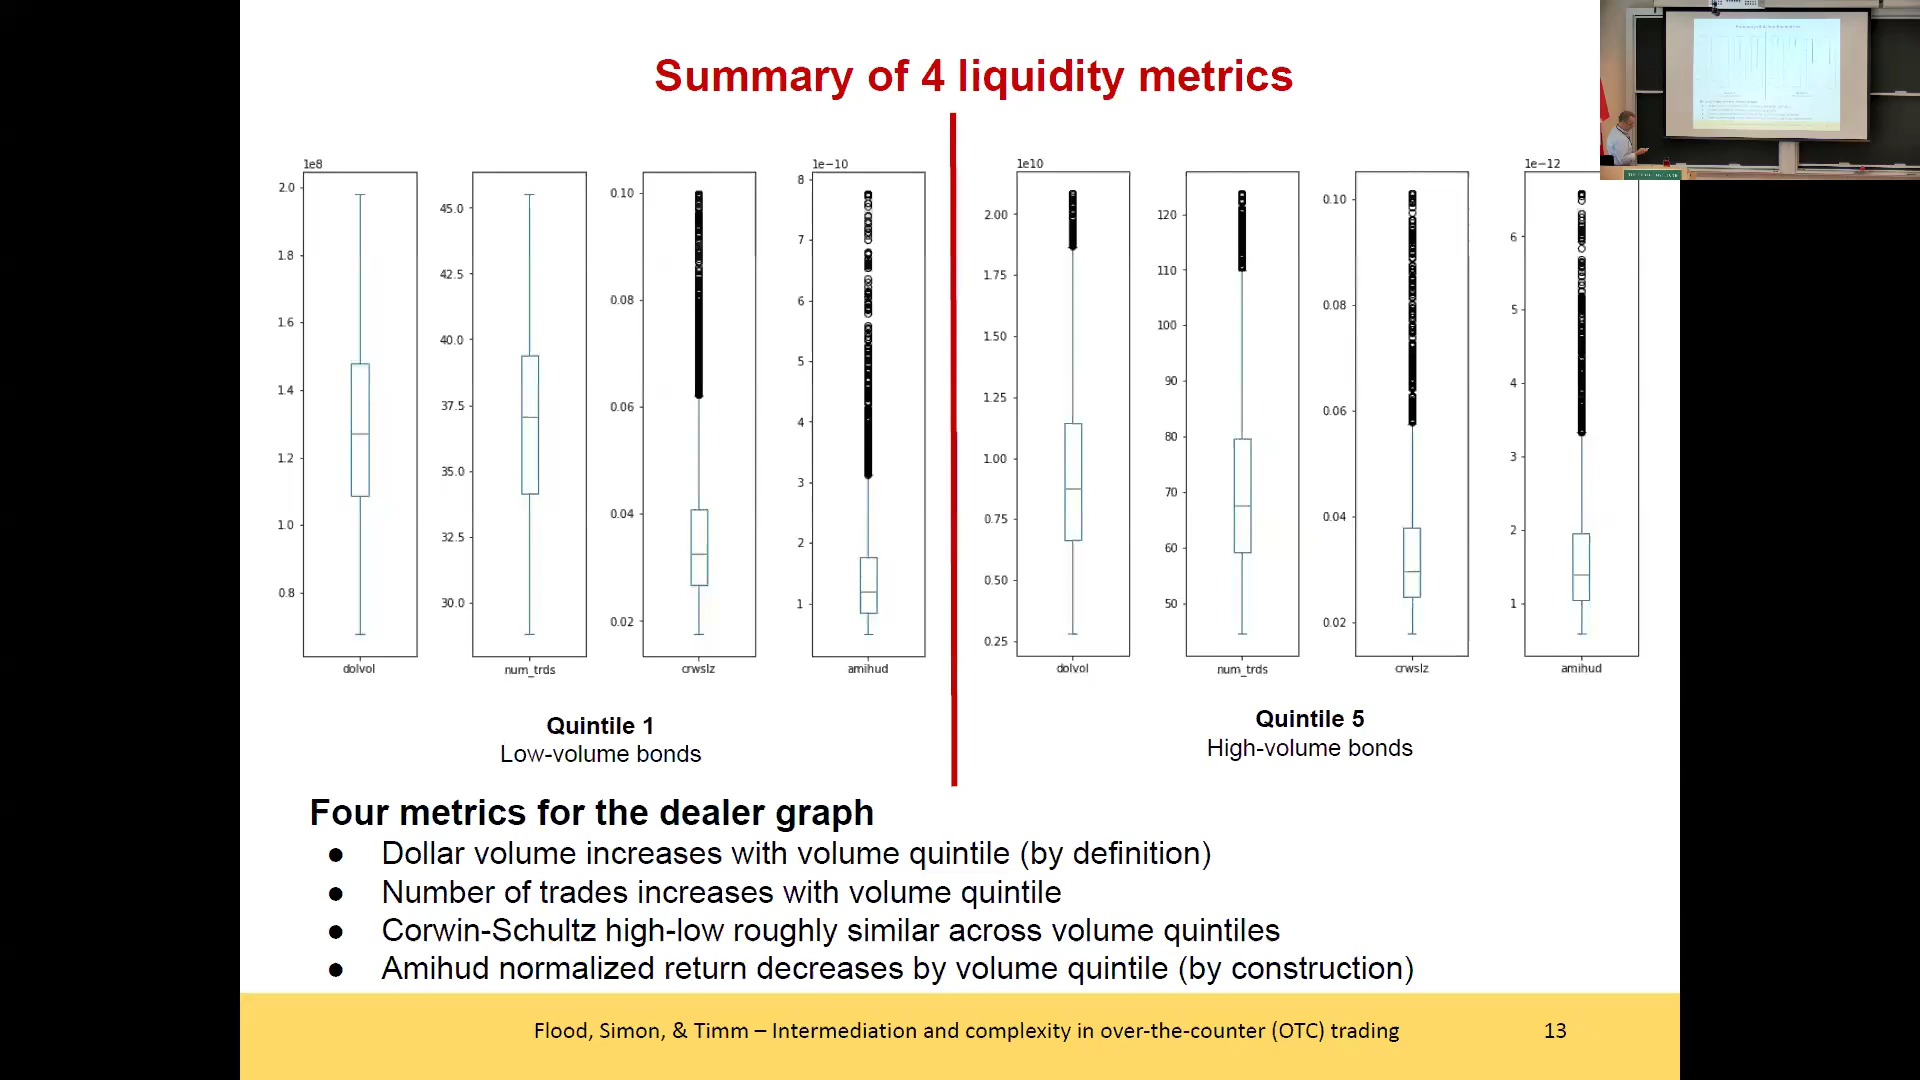 Summary of 4 liquidity metrics
1e8
2.0
1.8
1.6
1.4
1.2
1.0
0.8
dolvol
45.0
42.5
40.0
37.5
35.0
32.5
30.0
num_trds
0.10
0.08
0.06
0.04
0.02
crwslz
1e−10
8
7
6
5
4
3
2
1
amihud
1e10
2.00
1.75
1.50
1.25
1.00
0.75
0.50
0.25
dolvol
120
110
100
90
80
70
60
50
num_trds
0.10
0.08
0.06
0.04
0.02
crwslz
1e−12
6
5
4
3
2
1
amihud
Quintile 1
Low-volume bonds
Quintile 5
High-volume bonds
Four metrics for the dealer graph
● Dollar volume increases with volume quintile (by definition)
● Number of trades increases with volume quintile
● Corwin-Schultz high-low roughly similar across volume quintiles
● Amihud normalized return decreases by volume quintile (by construction)
Flood, Simon, & Timm – Intermediation and complexity in over-the-counter (OTC) trading
13